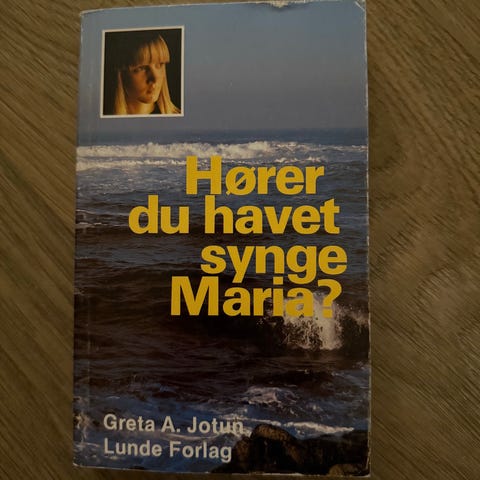 Hører
du havet
synge
Maria?
Greta A. Jotun
Lunde Forlag